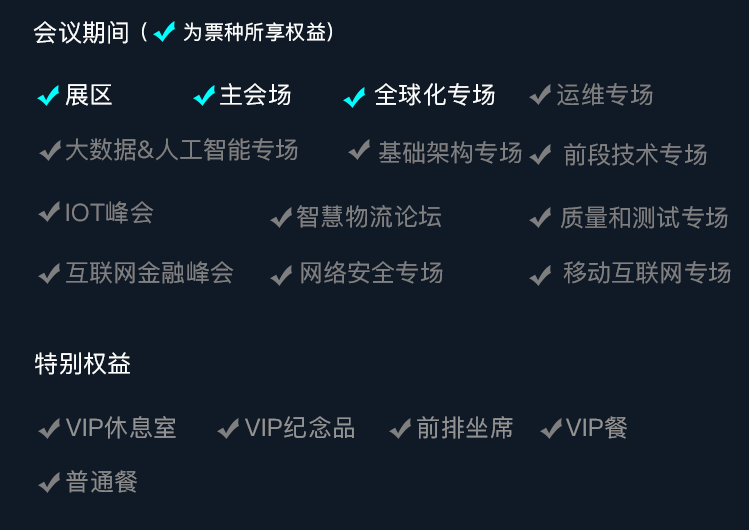 会议期间（ 为票种所享权益）
展区 主会场 全球化专场 运维专场
大数据&人工智能专场 基础架构专场 前段技术专场
IOT峰会 智慧物流论坛 质量和测试专场
互联网金融峰会 网络安全专场 移动互联网专场
特别权益
VIP休息室 VIP纪念品 前排坐席 VIP餐
普通餐